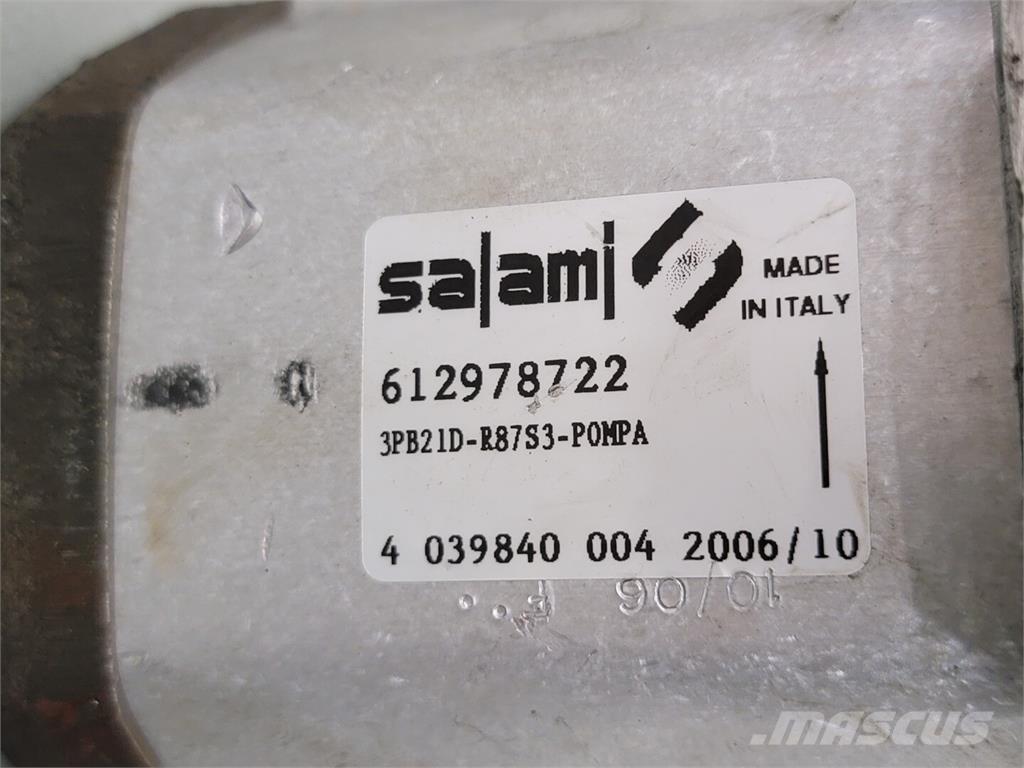 salami
MADE
IN ITALY
612978722
3PB21D-R87S3-POMPA
4 039840 004 2006/10
10/06
MASCUS